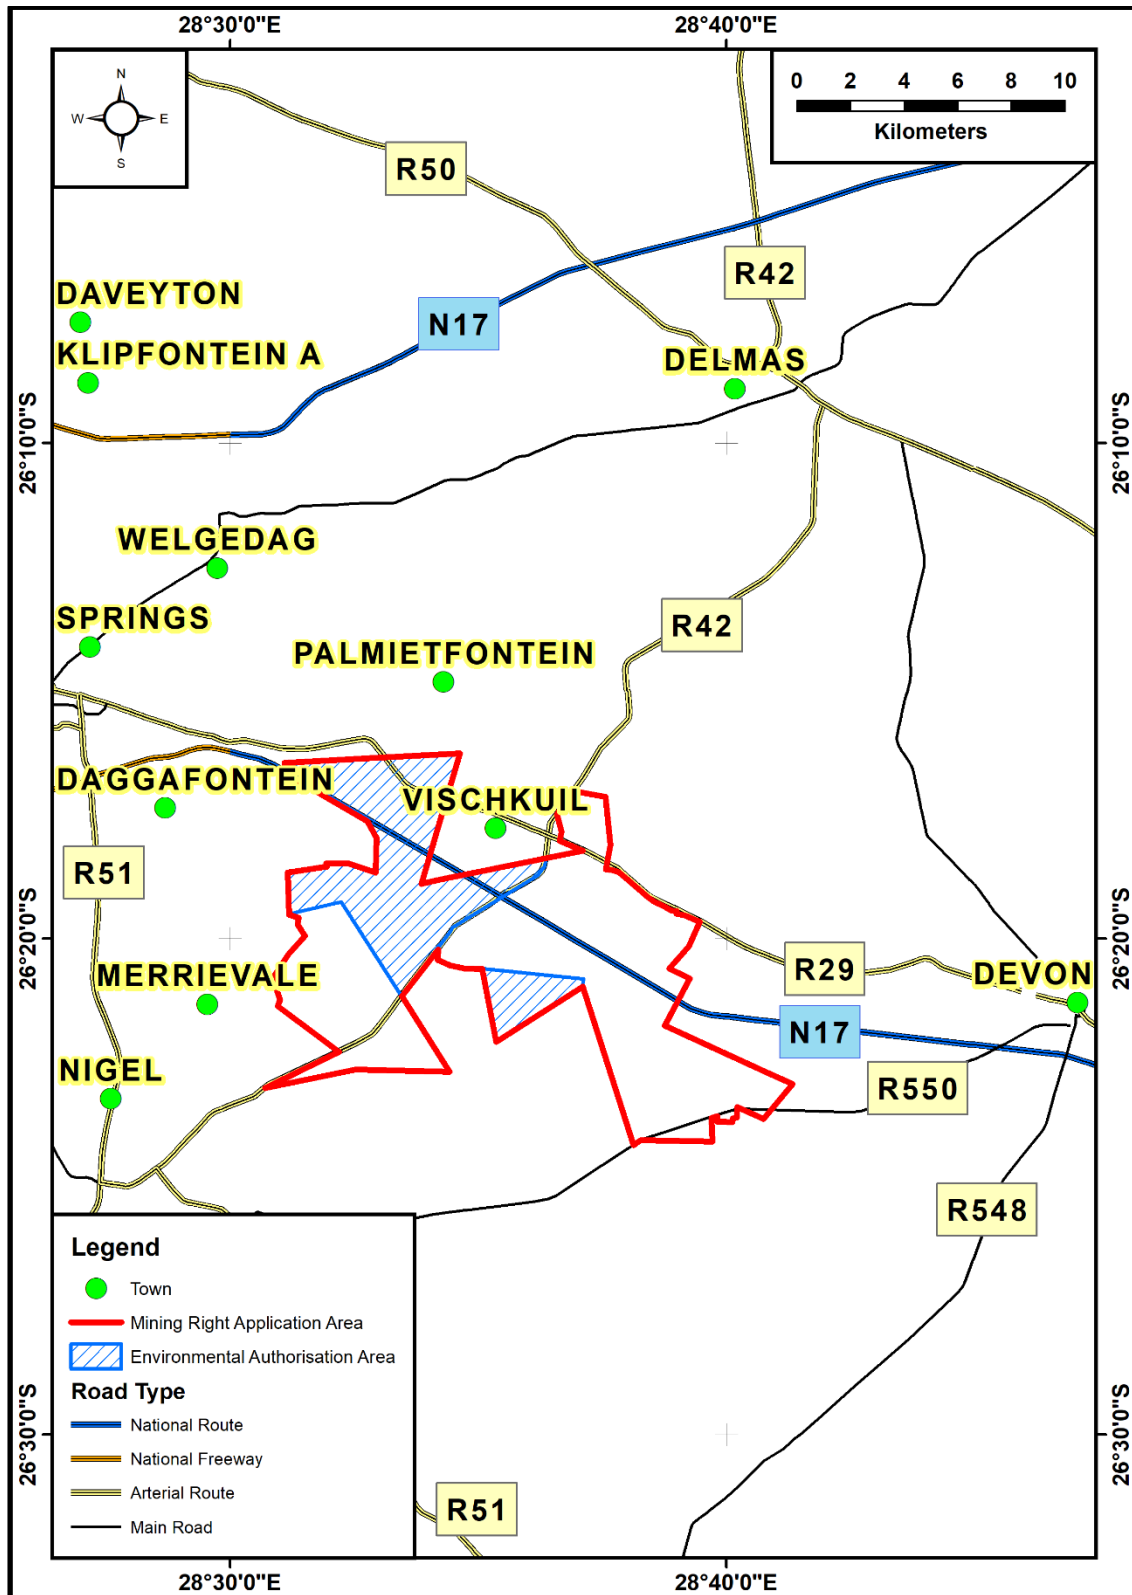 28°30'0"E
28°40'0"E
N
W
E
S
0 2 4 6 8 10
Kilometers
R50
R42
DAVEYTON
N17
KLIPFONTEIN A
DELMAS
26°10'0"S
26°10'0"S
WELGEDAG
SPRINGS
R42
PALMIETFONTEIN
DAGGAFONTEIN
VISCHKUIL
R51
26°20'0"S
26°20'0"S
MERRIEVALE
R29
DEVON
N17
NIGEL
R550
R548
Legend
Town
Mining Right Application Area
Environmental Authorisation Area
Road Type
National Route
National Freeway
Arterial Route
Main Road
26°30'0"S
26°30'0"S
R51
28°30'0"E
28°40'0"E